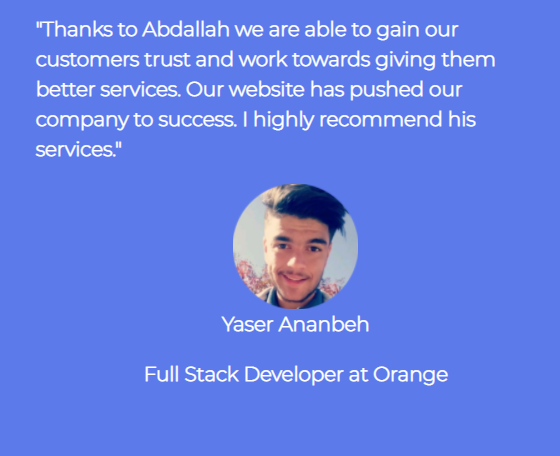 "Thanks to Abdallah we are able to gain our
customers trust and work towards giving them
better services. Our website has pushed our
company to success. I highly recommend his
services."
Yaser Ananbeh
Full Stack Developer at Orange